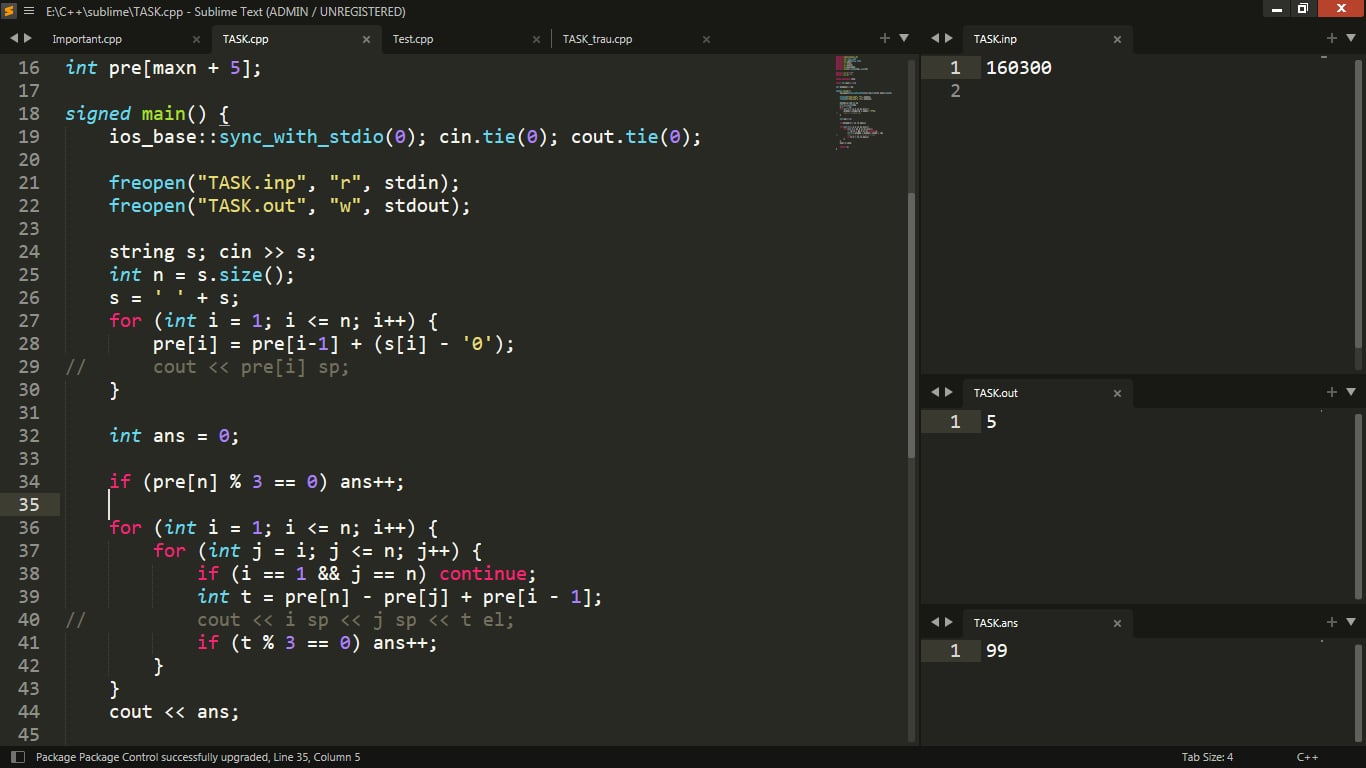 E:\C++\sublime\TASK.cpp - Sublime Text (ADMIN / UNREGISTERED)
Important.cpp
TASK.cpp
Test.cpp
TASK_trau.cpp
16 int pre[maxn + 5];
17
18 signed main() {
19     ios_base::sync_with_stdio(0); cin.tie(0); cout.tie(0);
20
21     freopen("TASK.inp", "r", stdin);
22     freopen("TASK.out", "w", stdout);
23
24     string s; cin >> s;
25     int n = s.size();
26     s = ' ' + s;
27     for (int i = 1; i <= n; i++) {
28         pre[i] = pre[i-1] + (s[i] - '0');
29 //      cout << pre[i] sp;
30     }
31
32     int ans = 0;
33
34     if (pre[n] % 3 == 0) ans++;
35
36     for (int i = 1; i <= n; i++) {
37         for (int j = i; j <= n; j++) {
38             if (i == 1 && j == n) continue;
39             int t = pre[n] - pre[j] + pre[i - 1];
40 //          cout << i sp << j sp << t el;
41             if (t % 3 == 0) ans++;
42         }
43     }
44     cout << ans;
45
TASK.inp
1 160300
2
TASK.out
1 5
TASK.ans
1 99
Package Package Control successfully upgraded, Line 35, Column 5
Tab Size: 4
C++